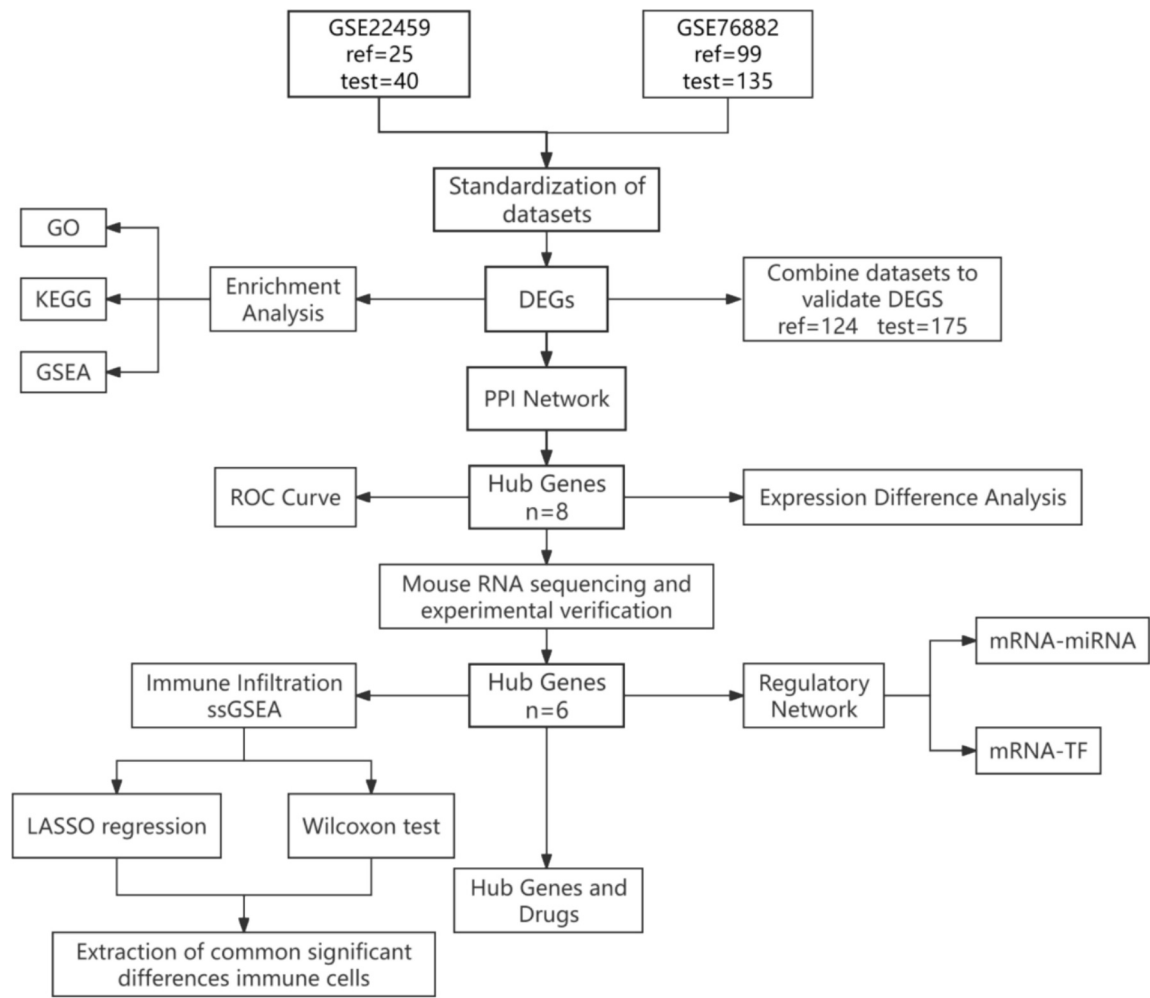 GSE22459
ref=25
test=40
GSE76882
ref=99
test=135
Standardization of
datasets
GO
KEGG
GSEA
Enrichment
Analysis
DEGs
Combine datasets to
validate DEGS
ref=124   test=175
PPI Network
ROC Curve
Hub Genes
n=8
Expression Difference Analysis
Mouse RNA sequencing and
experimental verification
Immune Infiltration
ssGSEA
Hub Genes
n=6
Regulatory
Network
mRNA-miRNA
mRNA-TF
LASSO regression
Wilcoxon test
Hub Genes and
Drugs
Extraction of common significant
differences immune cells